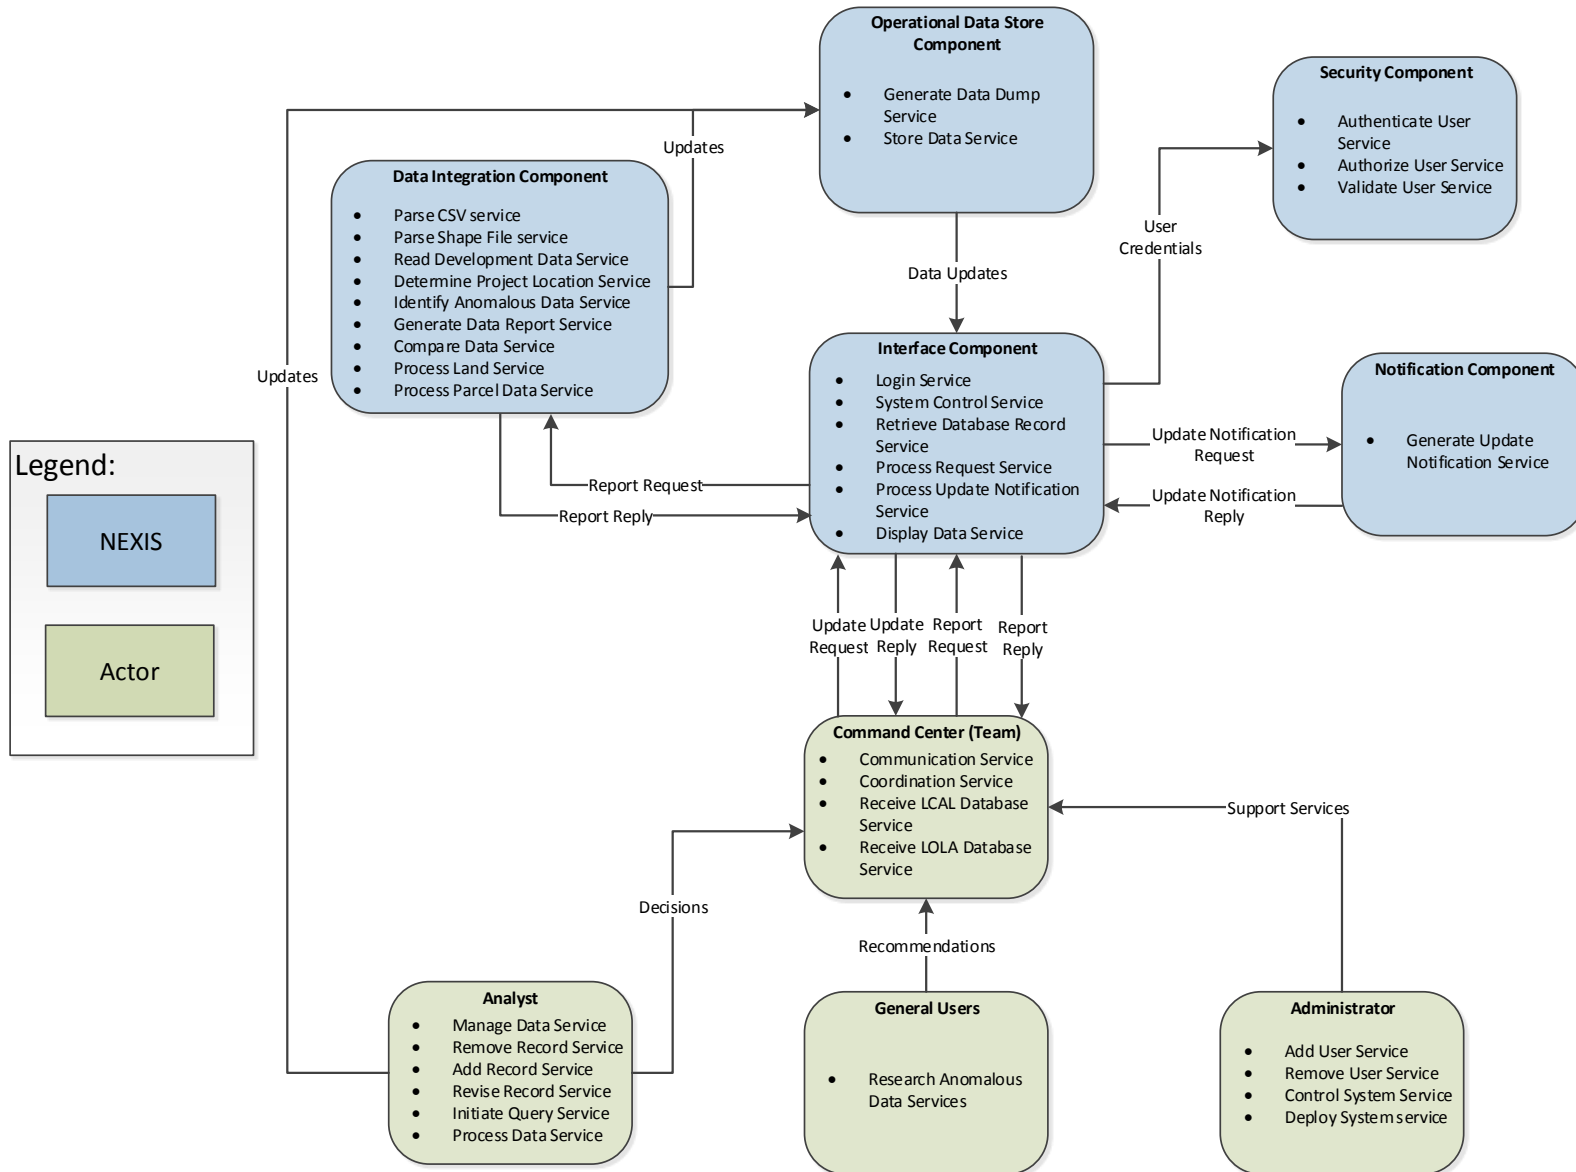 Operational Data Store
Component
• Generate Data Dump
Service
• Store Data Service
Security Component
• Authenticate User
Service
• Authorize User Service
• Validate User Service
Updates
Data Integration Component
• Parse CSV service
• Parse Shape File service
• Read Development Data Service
• Determine Project Location Service
• Identify Anomalous Data Service
• Generate Data Report Service
• Compare Data Service
• Process Land Service
• Process Parcel Data Service
User
Credentials
Data Updates
Updates
Interface Component
• Login Service
• System Control Service
• Retrieve Database Record
Service
• Process Request Service
• Process Update Notification
Service
• Display Data Service
Notification Component
• Generate Update
Notification Service
Update Notification
Request
Update Notification
Reply
Report Request
Report Reply
Legend:
NEXIS
Actor
Update
Request
Update
Reply
Report
Request
Report
Reply
Command Center (Team)
• Communication Service
• Coordination Service
• Receive LCAL Database
Service
• Receive LOLA Database
Service
Support Services
Decisions
Recommendations
Analyst
• Manage Data Service
• Remove Record Service
• Add Record Service
• Revise Record Service
• Initiate Query Service
• Process Data Service
General Users
• Research Anomalous
Data Services
Administrator
• Add User Service
• Remove User Service
• Control System Service
• Deploy System service